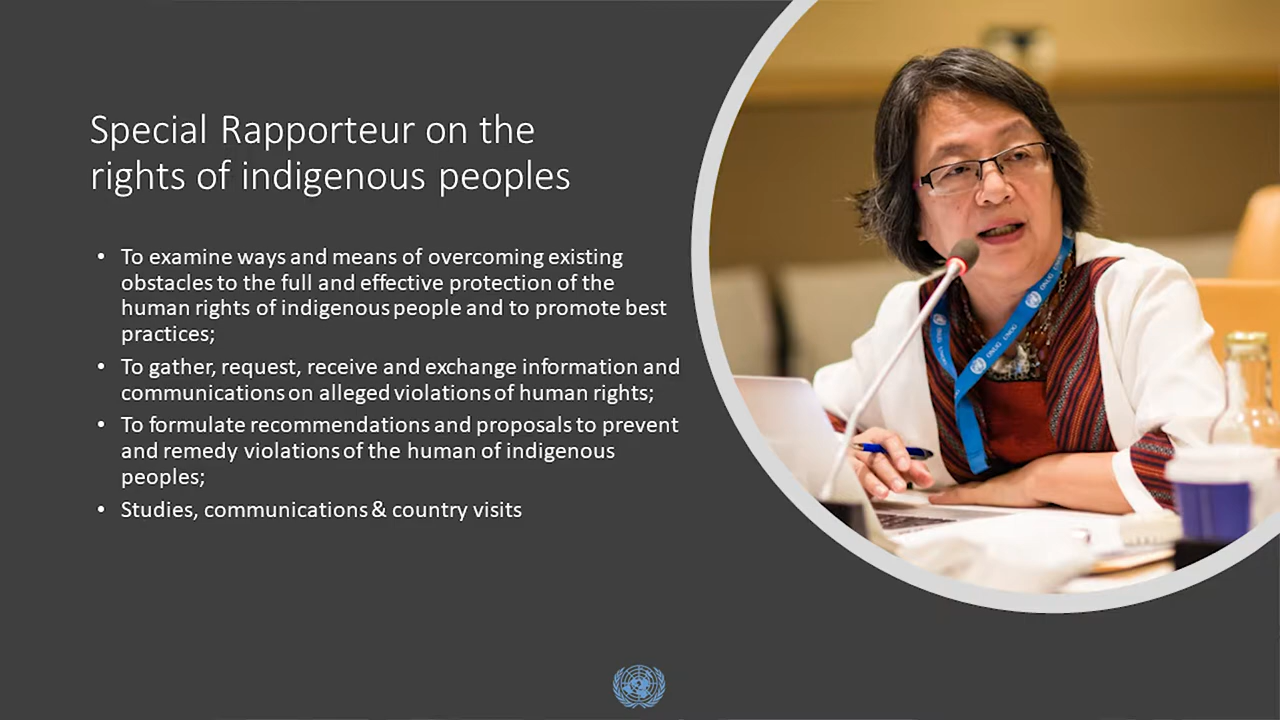 Special Rapporteur on the
rights of indigenous peoples
• To examine ways and means of overcoming existing
obstacles to the full and effective protection of the
human rights of indigenous people and to promote best
practices;
• To gather, request, receive and exchange information and
communications on alleged violations of human rights;
• To formulate recommendations and proposals to prevent
and remedy violations of the human of indigenous
peoples;
• Studies, communications & country visits